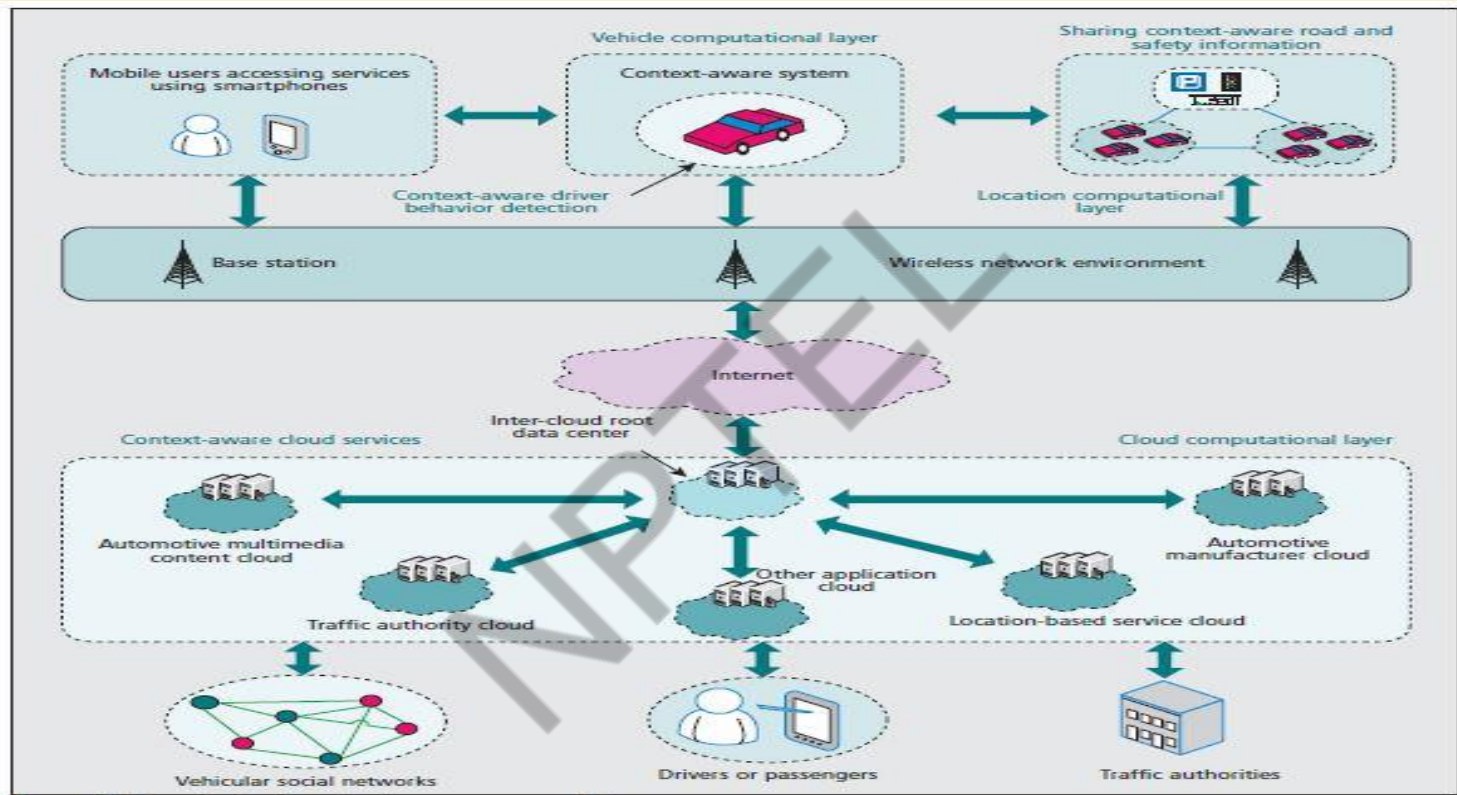 Vehicle computational layer
Sharing context-aware road and
safety information
Mobile users accessing services
using smartphones
Context-aware system
Context-aware driver
behavior detection
Location computational
layer
Base station
Wireless network environment
Internet
Inter-cloud root
data center
Context-aware cloud services
Cloud computational layer
Automotive multimedia
content cloud
Automotive
manufacturer cloud
Other application
cloud
Traffic authority cloud
Location-based service cloud
Vehicular social networks
Drivers or passengers
Traffic authorities
NPTEL